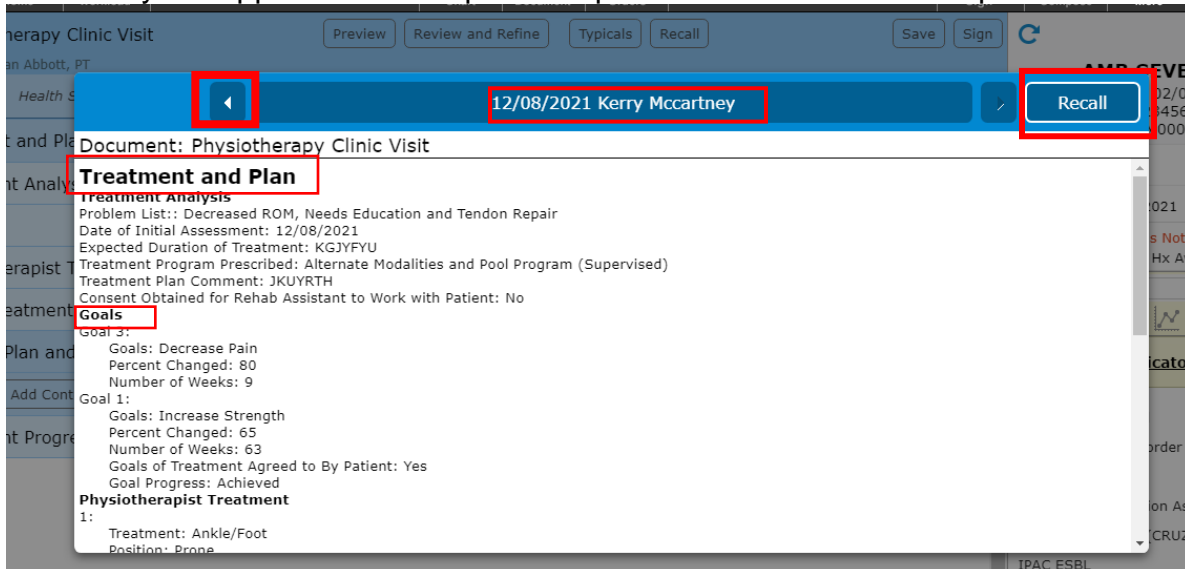 herapy Clinic Visit
Preview
Review and Refine
Typicals
Recall
Save
Sign
an Abbott, PT
Health S
12/08/2021 Kerry Mccartney
Recall
t and Pla
Document: Physiotherapy Clinic Visit
Treatment and Plan
nt Analys
Treatment Analysis
Problem List:: Decreased ROM, Needs Education and Tendon Repair
Date of Initial Assessment: 12/08/2021
2021
Expected Duration of Treatment: KGJYFYU
s Not
erapist T
Treatment Program Prescribed: Alternate Modalities and Pool Program (Supervised)
Hx A
Treatment Plan Comment: JKUYRTH
Consent Obtained for Rehab Assistant to Work with Patient: No
eatment
Goals
Goal 3:
Goals: Decrease Pain
Plan and
Percent Changed: 80
icato
Number of Weeks: 9
Add Cont
Goal 1:
Goals: Increase Strength
Percent Changed: 65
nt Progre
Number of Weeks: 63
order
Goals of Treatment Agreed to By Patient: Yes
Goal Progress: Achieved
Physiotherapist Treatment
1:
ion As
Treatment: Ankle/Foot
(CRUZ
Position: Prone
IPAC ESBL